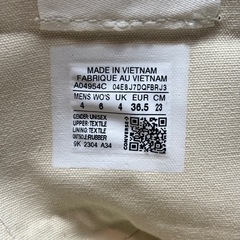 MADE IN VIETNAM
FABRIQUE AU VIETNAM
A04954C 04E8J7DQFBRJ3
MENS WO'S UK EUR CM
4 6 4 36.5 23
GENDER: UNISEX
UPPER: TEXTILE
LINING: TEXTILE
OUTSOLE: RUBBER
9K 2304 A34
CONVERSE